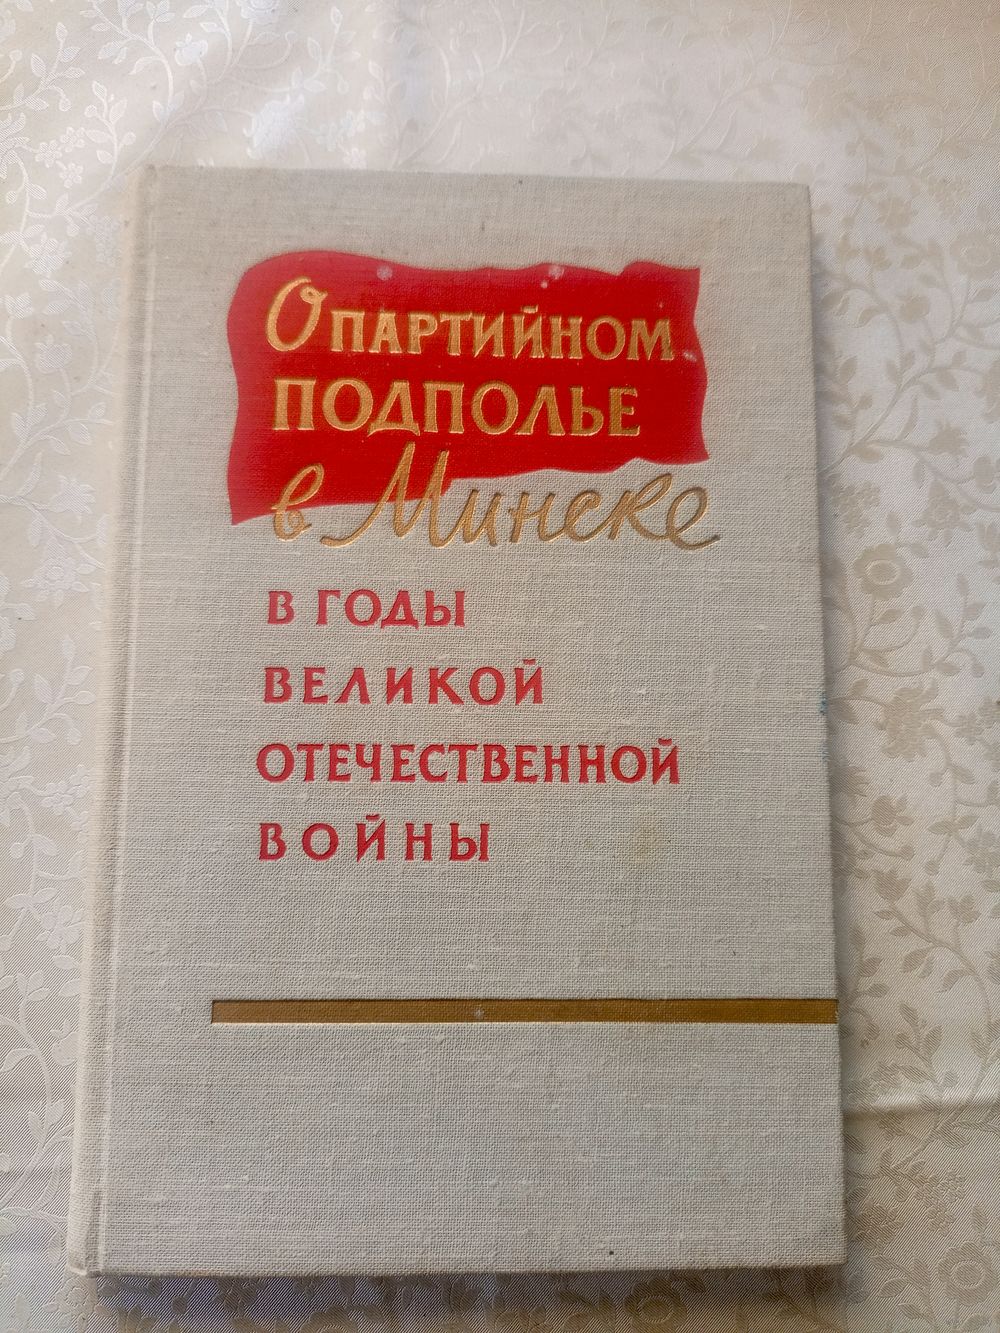 О ПАРТИЙНОМ
ПОДПОЛЬЕ
в Минске
В ГОДЫ
ВЕЛИКОЙ
ОТЕЧЕСТВЕННОЙ
ВОЙНЫ